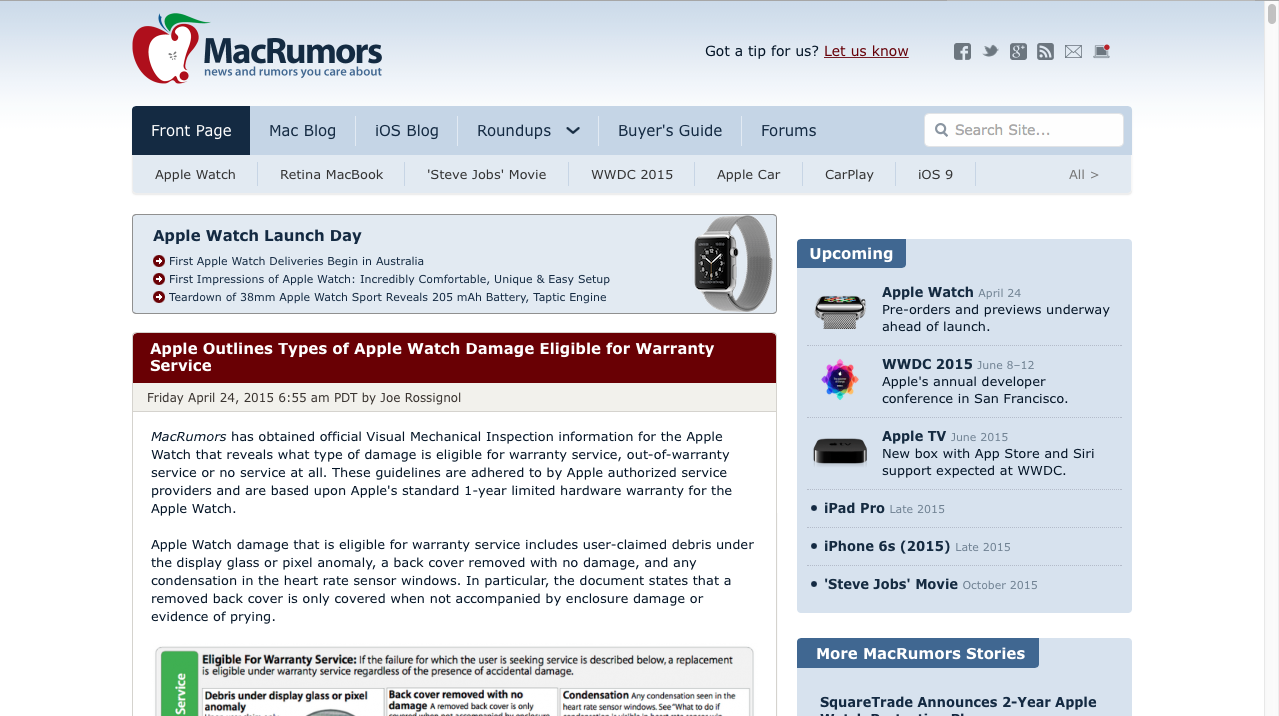 MacRumors
news and rumors you care about
Got a tip for us? Let us know
Front Page
Mac Blog
iOS Blog
Roundups
Buyer's Guide
Forums
Search Site...
Apple Watch
Retina MacBook
'Steve Jobs' Movie
WWDC 2015
Apple Car
CarPlay
iOS 9
All >
Apple Watch Launch Day
First Apple Watch Deliveries Begin in Australia
First Impressions of Apple Watch: Incredibly Comfortable, Unique & Easy Setup
Teardown of 38mm Apple Watch Sport Reveals 205 mAh Battery, Taptic Engine
Apple Outlines Types of Apple Watch Damage Eligible for Warranty
Service
Friday April 24, 2015 6:55 am PDT by Joe Rossignol
MacRumors has obtained official Visual Mechanical Inspection information for the Apple
Watch that reveals what type of damage is eligible for warranty service, out-of-warranty
service or no service at all. These guidelines are adhered to by Apple authorized service
providers and are based upon Apple's standard 1-year limited hardware warranty for the
Apple Watch.
Apple Watch damage that is eligible for warranty service includes user-claimed debris under
the display glass or pixel anomaly, a back cover removed with no damage, and any
condensation in the heart rate sensor windows. In particular, the document states that a
removed back cover is only covered when not accompanied by enclosure damage or
evidence of prying.
Service
Eligible For Warranty Service: If the failure for which the user is seeking service is described below, a replacement
is eligible under warranty service regardless of the presence of accidental damage.
Debris under display glass or pixel
anomaly
Back cover removed with no
damage A removed back cover is only
Condensation Any condensation seen in the
heart rate sensor windows. See "What to do if
Upcoming
Apple Watch April 24
Pre-orders and previews underway
ahead of launch.
WWDC 2015 June 8–12
Apple's annual developer
conference in San Francisco.
Apple TV June 2015
New box with App Store and Siri
support expected at WWDC.
iPad Pro Late 2015
iPhone 6s (2015) Late 2015
'Steve Jobs' Movie October 2015
More MacRumors Stories
SquareTrade Announces 2-Year Apple